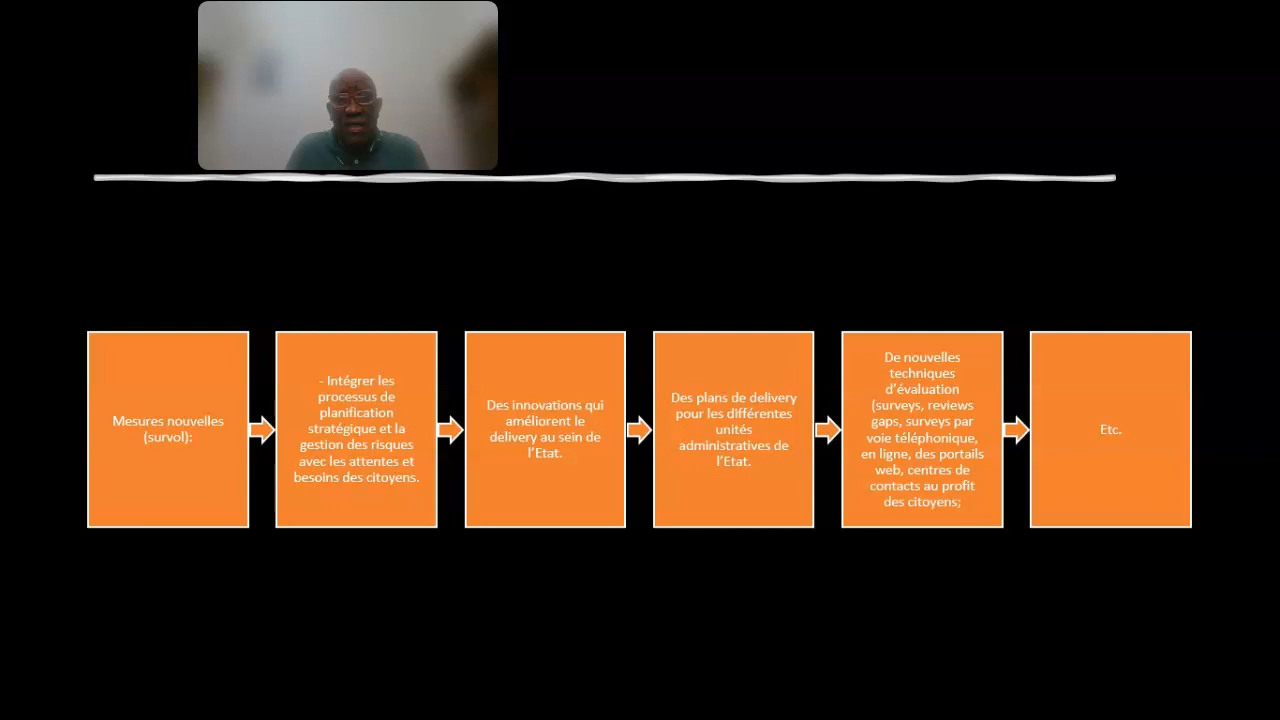 Mesures nouvelles
(survol):
- Intégrer les
processus de
planification
stratégique et la
gestion des risques
avec les attentes et
besoins des citoyens.
Des innovations qui
améliorent le
delivery au sein de
l'Etat.
Des plans de delivery
pour les différentes
unités
administratives de
l'Etat.
De nouvelles
techniques
d'évaluation
(surveys, reviews
gaps, surveys par
voie téléphonique,
en ligne, des portails
web, centres de
contacts au profit
des citoyens;
Etc.